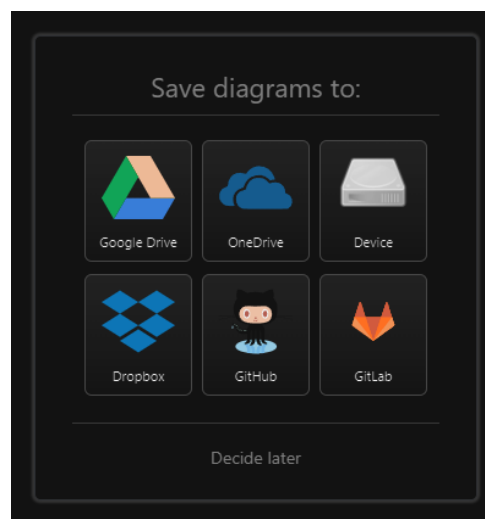 Save diagrams to:
Google Drive
OneDrive
Device
Dropbox
GitHub
GitLab
Decide later